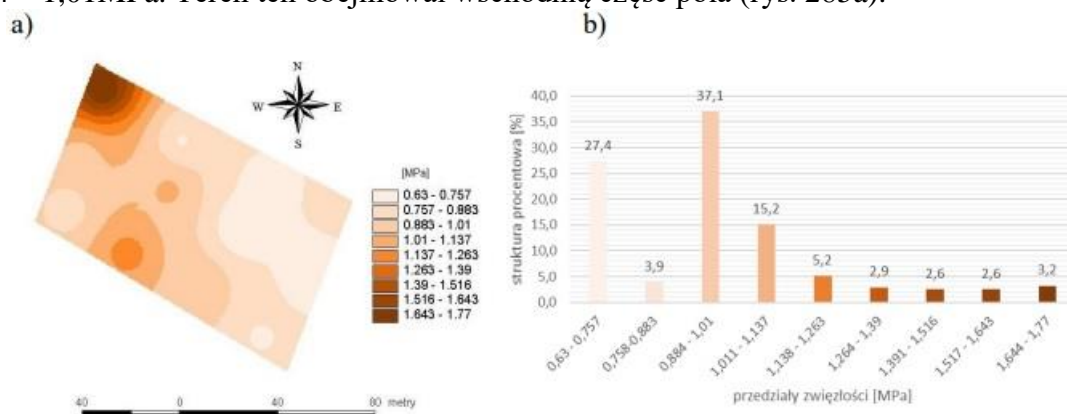 1,01MPa. Teren ten obejmował wschodnią część pola (rys. 283a).
a)
b)
N
W E
S
[MPa]
0.63 - 0.757
0.757 - 0.883
0.883 - 1.01
1.01 - 1.137
1.137 - 1.263
1.263 - 1.39
1.39 - 1.516
1.516 - 1.643
1.643 - 1.77
40 0 80 metry
struktura procentowa [%]
40,0
35,0
30,0
25,0
20,0
15,0
10,0
5,0
0,0
27,4
3,9
37,1
15,2
5,2
2,9
2,6
2,6
3,2
0,63 - 0,757
0,758-0,883
0,884 - 1,01
1,011 - 1,137
1,138 - 1,263
1,264 - 1,39
1,391 - 1,516
1,517 - 1,643
1,644 - 1,77
przedziały zwięzłości [MPa]